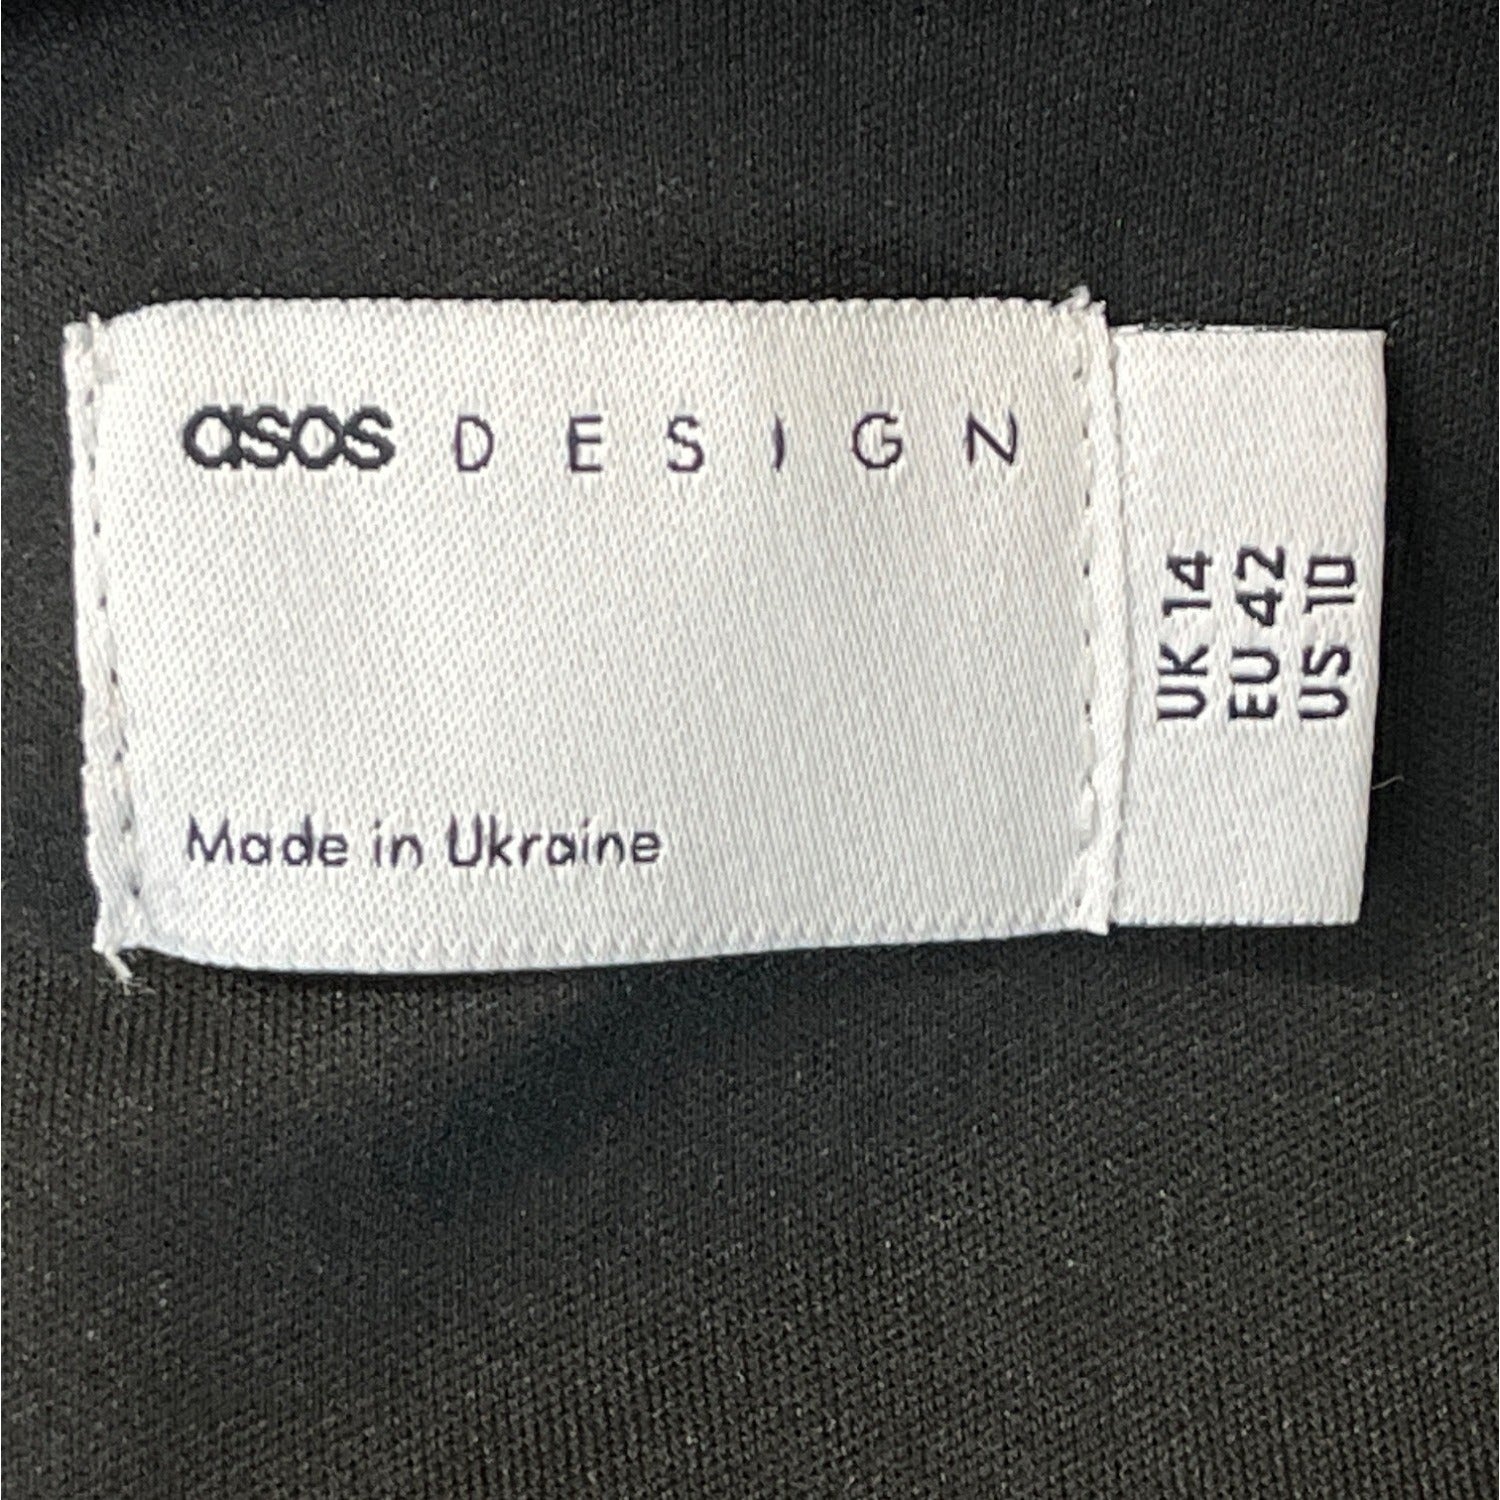 asos DESIGN
Made in Ukraine
UK 14
EU 42
US 10